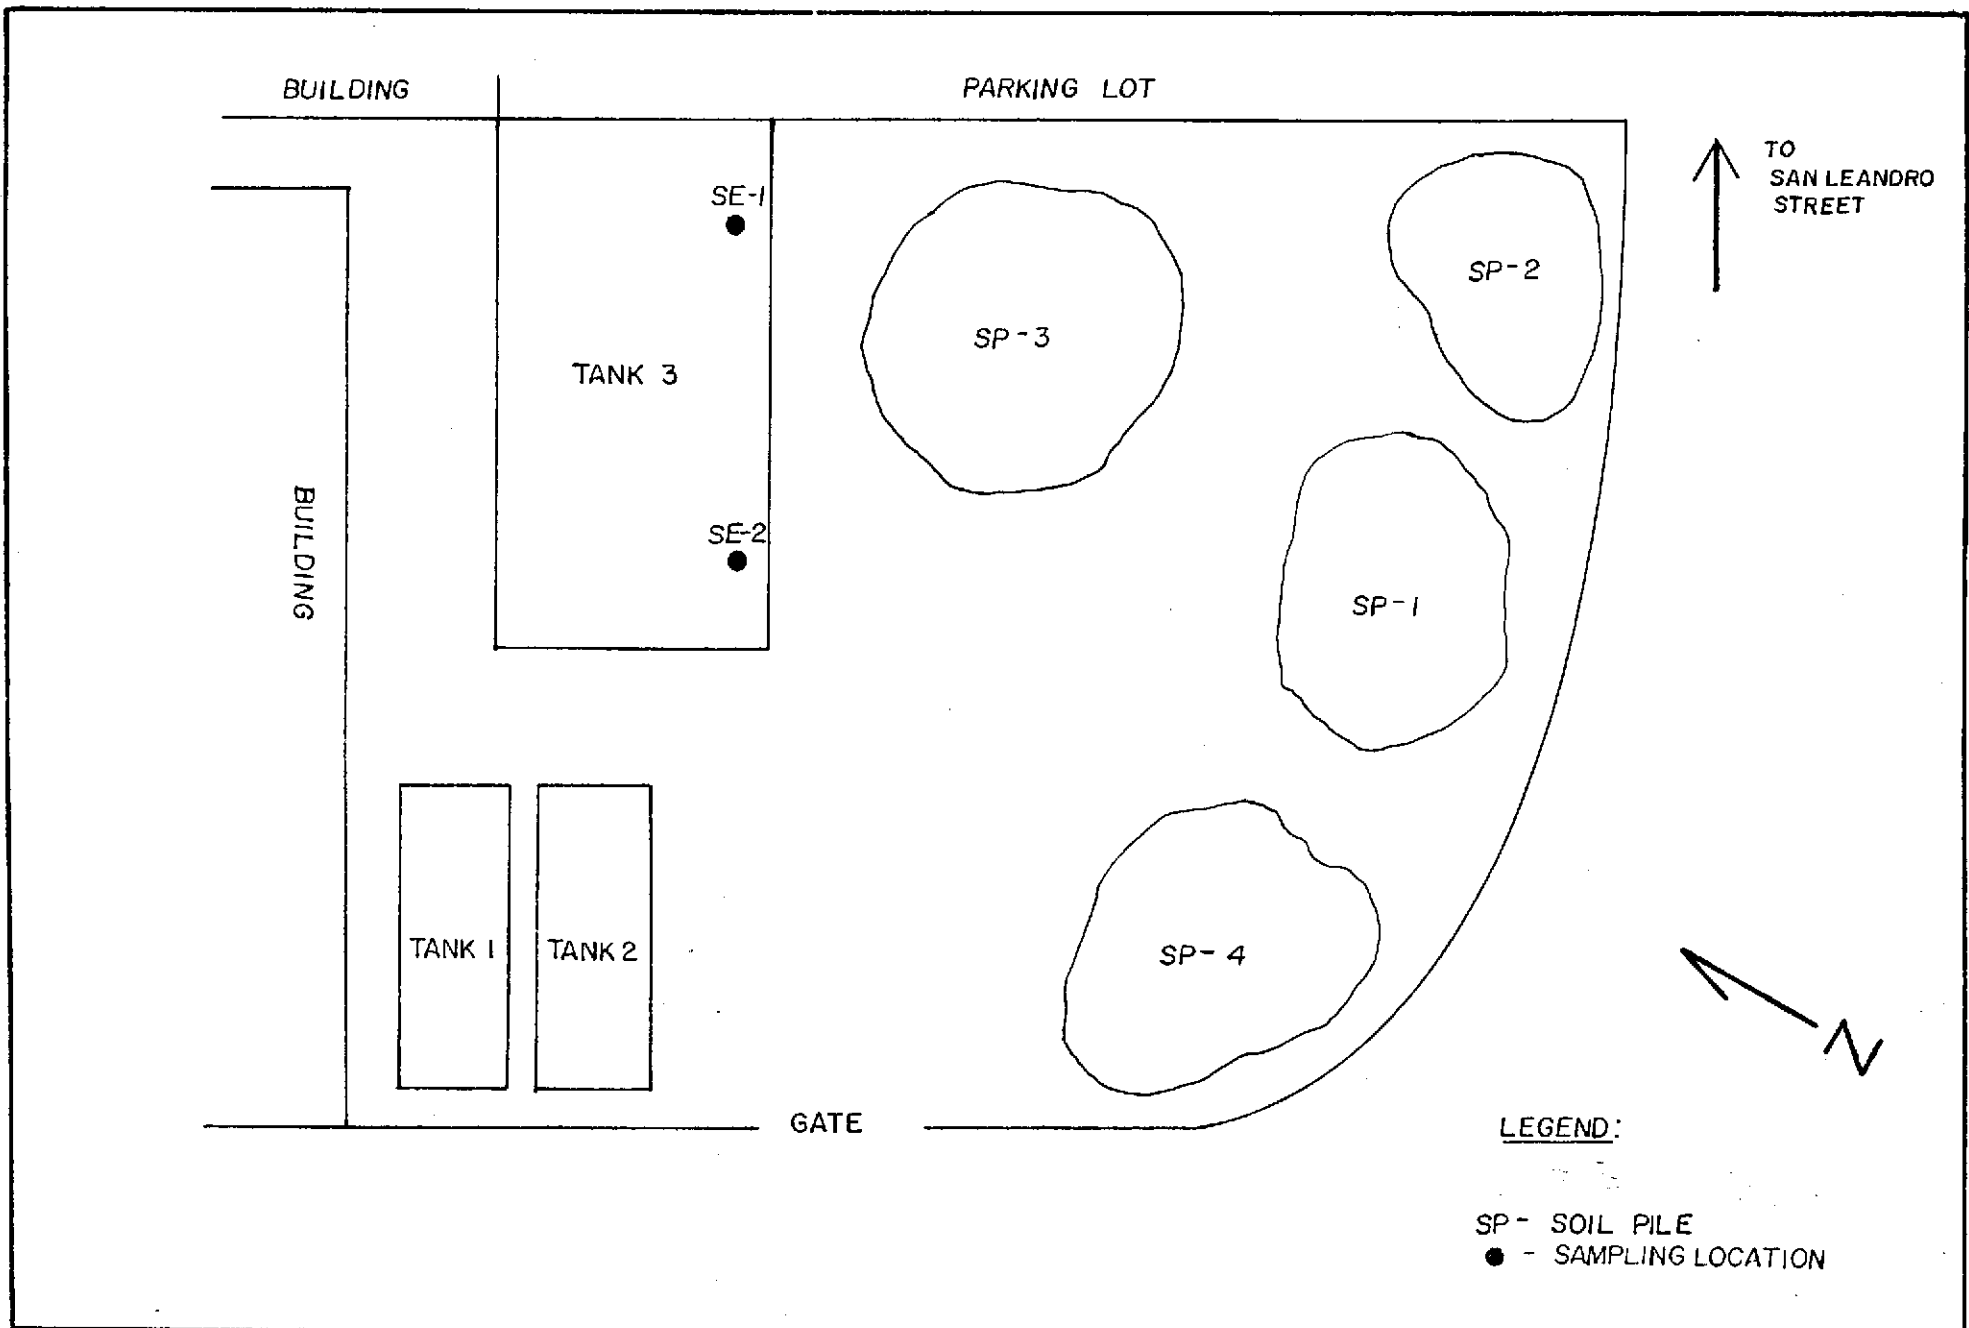 BUILDING
PARKING LOT
TO
SAN LEANDRO
STREET
SE-1
SP-2
SP-3
TANK 3
BUILDING
SE-2
SP-1
TANK 1
TANK 2
SP-4
N
GATE
LEGEND:
SP - SOIL PILE
● - SAMPLING LOCATION